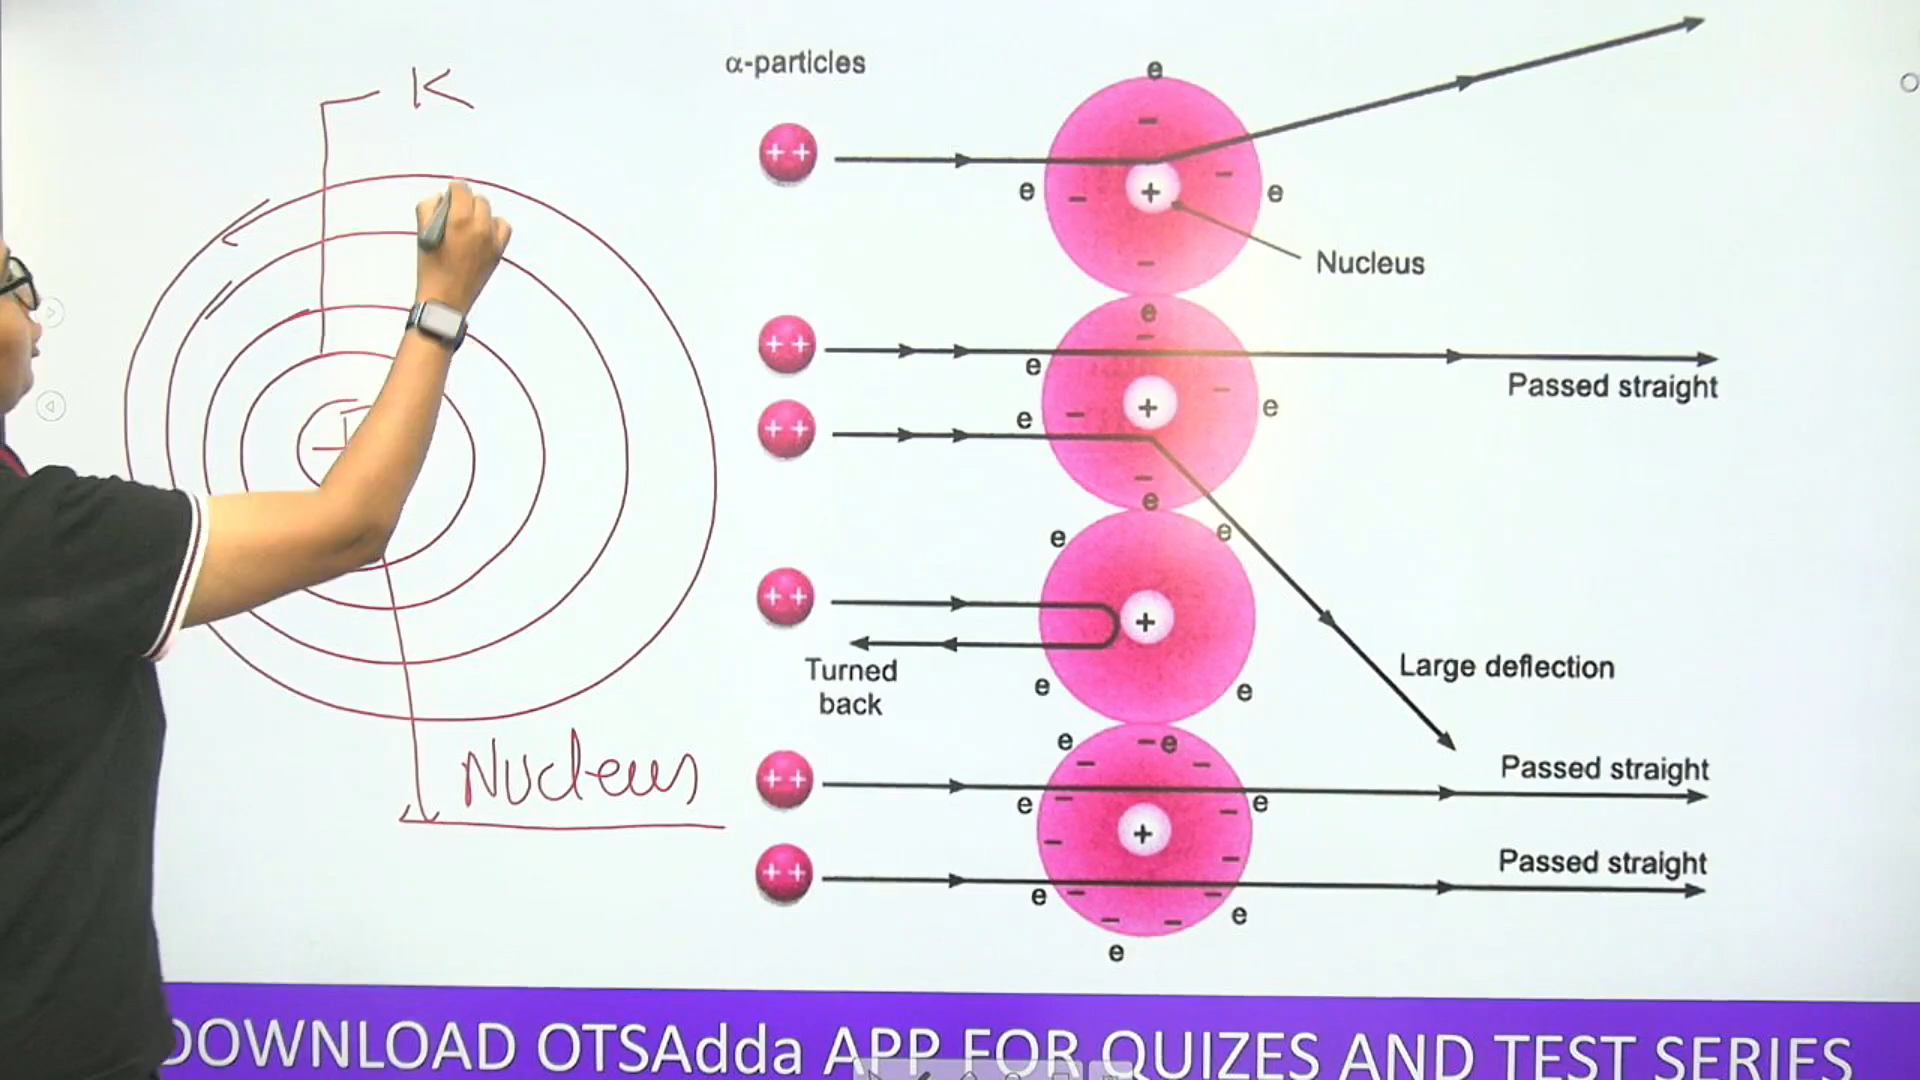 K
α-particles
e
++
−
e
−
−
e
+
−
Nucleus
e
−
++
e
Passed straight
−
e
+
−
e
++
−
e
e
e
++
+
Turned
back
e
e
Large deflection
Nucleus
e
− e
−
−
Passed straight
++
e
−
e
−
+
−
−
Passed straight
++
e
−
−
−
−
e
e
DOWNLOAD OTSAdda APP FOR QUIZES AND TEST SERIES